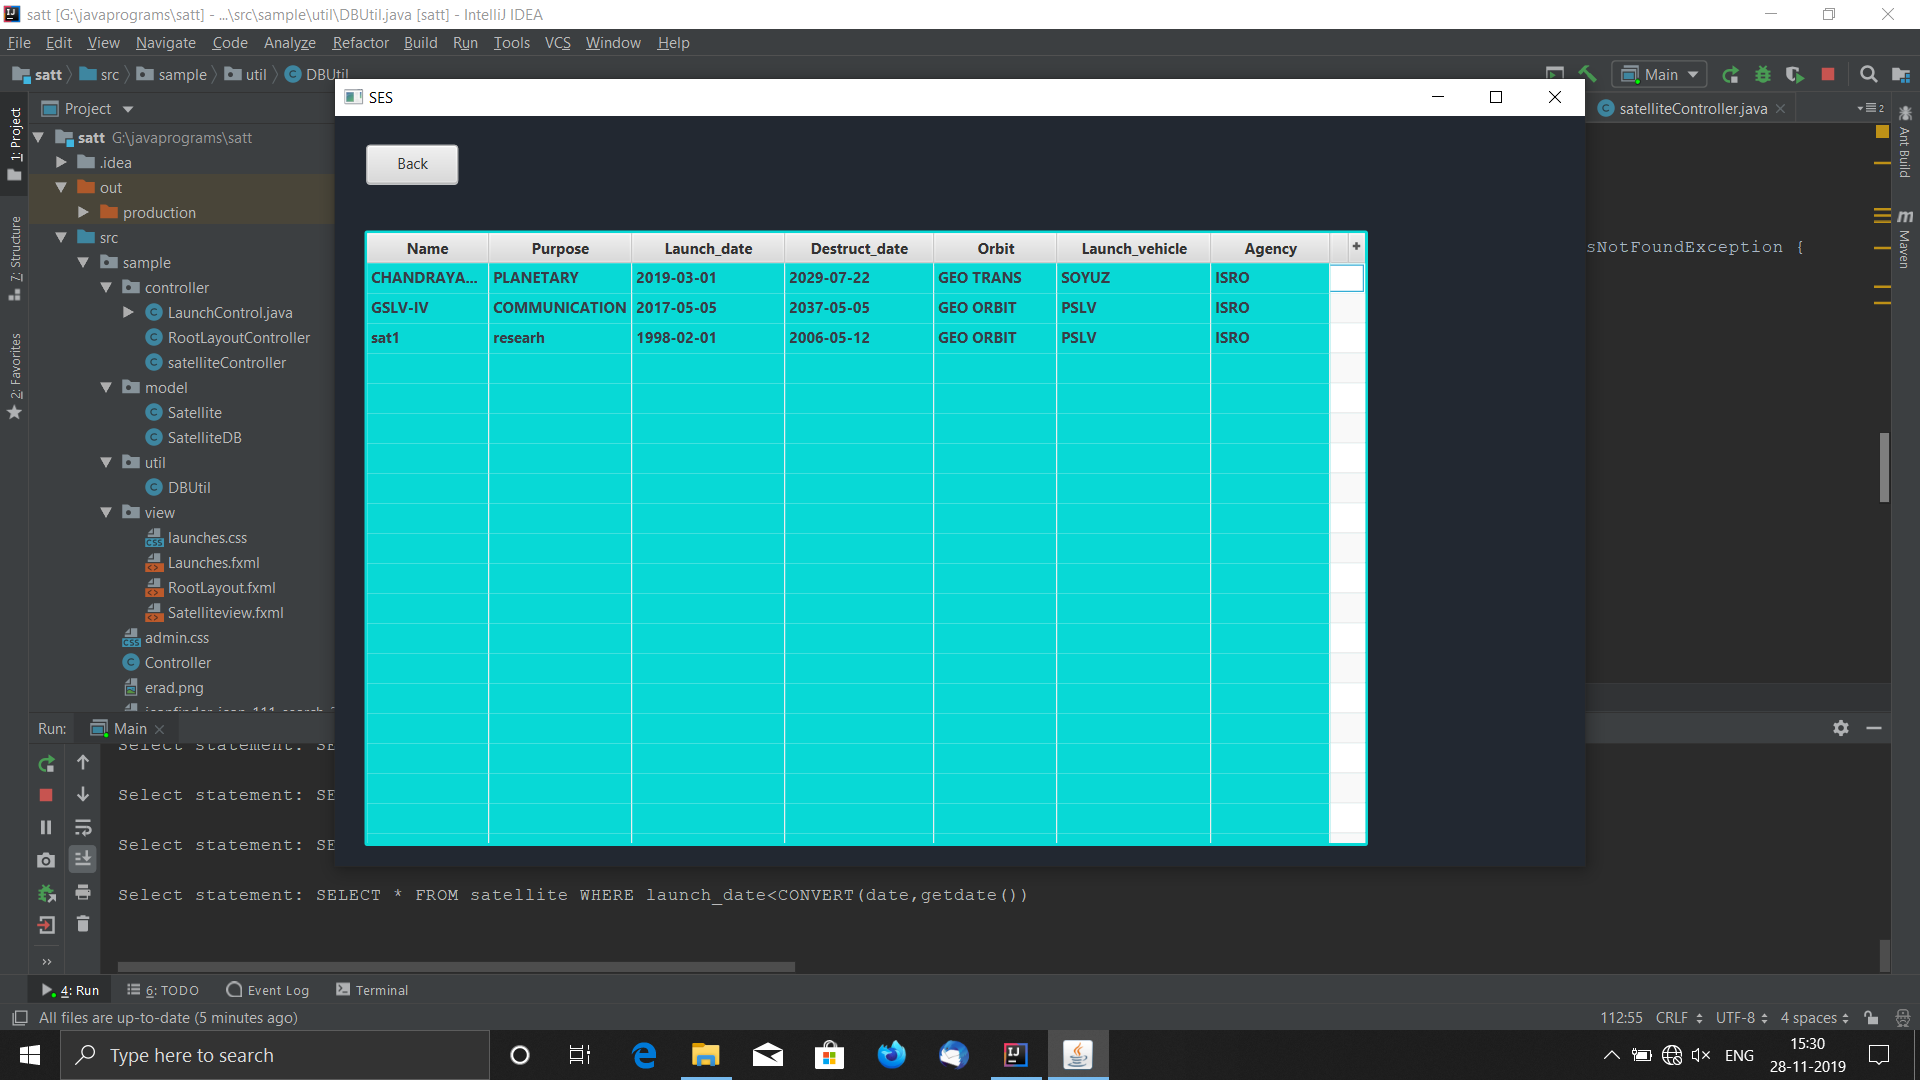 satt [G:\javaprograms\satt] - ...\src\sample\util\DBUtil.java [satt] - IntelliJ IDEA
File Edit View Navigate Code Analyze Refactor Build Run Tools VCS Window Help
satt src sample util DBUtil
Main
Project
satelliteController.java
2
SES
Back
Name Purpose Launch_date Destruct_date Orbit Launch_vehicle Agency +
CHANDRAYA... PLANETARY 2019-03-01 2029-07-22 GEO TRANS SOYUZ ISRO
GSLV-IV COMMUNICATION 2017-05-05 2037-05-05 GEO ORBIT PSLV ISRO
sat1 researh 1998-02-01 2006-05-12 GEO ORBIT PSLV ISRO
1: Project
7: Structure
2: Favorites
satt G:\javaprograms\satt
.idea
out
production
src
sample
controller
LaunchControl.java
RootLayoutController
satelliteController
model
Satellite
SatelliteDB
util
DBUtil
view
launches.css
Launches.fxml
RootLayout.fxml
Satelliteview.fxml
admin.css
Controller
erad.png
sNotFoundException {
Ant Build
Maven
Run: Main
Select statement: SE
Select statement: SE
Select statement: SE
Select statement: SELECT * FROM satellite WHERE launch_date<CONVERT(date,getdate())
4: Run 6: TODO Event Log Terminal
All files are up-to-date (5 minutes ago)
112:55 CRLF UTF-8 4 spaces
Type here to search
ENG
15:30
28-11-2019